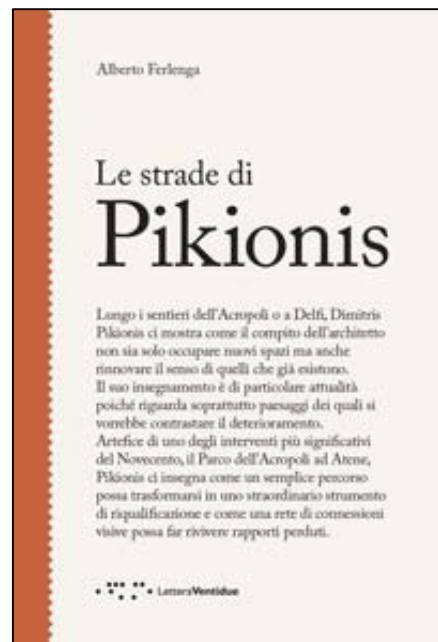 Alberto Ferlenga
Le strade di
Pikionis
Lungo i sentieri dell'Acropoli o a Delfi, Dimitris
Pikionis ci mostra come il compito dell'architetto
non sia solo occupare nuovi spazi ma anche
rinnovare il senso di quelli che già esistono.
Il suo insegnamento è di particolare attualità
poiché riguarda soprattutto paesaggi dei quali si
vorrebbe contrastare il deterioramento.
Artefice di uno degli interventi più significativi
del Novecento, il Parco dell'Acropoli ad Atene,
Pikionis ci insegna come un semplice percorso
possa trasformarsi in uno straordinario strumento
di riqualificazione e come una rete di connessioni
visive possa far rivivere rapporti perduti.
LetteraVentidue